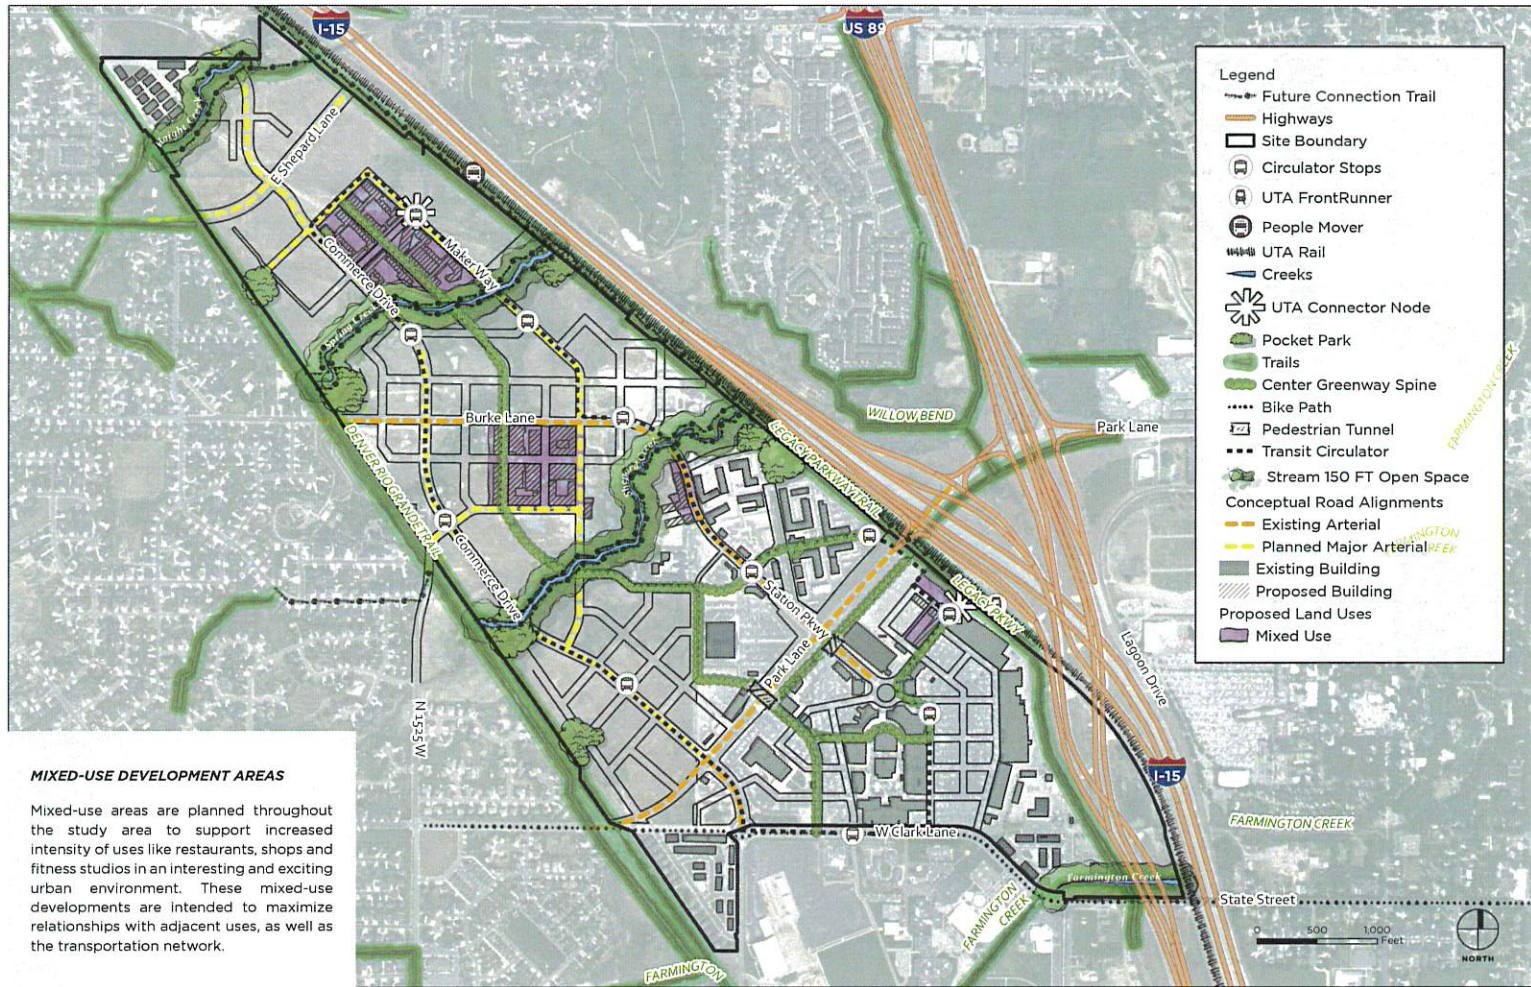 I-15
US 89
Legend
Future Connection Trail
Highways
Site Boundary
Circulator Stops
UTA FrontRunner
People Mover
UTA Rail
Creeks
UTA Connector Node
Pocket Park
Trails
Center Greenway Spine
Bike Path
Pedestrian Tunnel
Transit Circulator
Stream 150 FT Open Space
Conceptual Road Alignments
Existing Arterial
Planned Major Arterial
Existing Building
Proposed Building
Proposed Land Uses
Mixed Use
FARMINGTON CREEK
FARMINGTON
CREEK
E Shepard Lane
Maker Way
Commerce Drive
Spring Creek
Burke Lane
WILLOW BEND
Park Lane
DENVER RIO GRANDE TRAIL
LEGACY PARKWAY TRAIL
Commerce Drive
Station Pkwy
LEGACY PKWY
Park Lane
Lagoon Drive
N 1525 W
I-15
W Clark Lane
FARMINGTON CREEK
Farmington Creek
State Street
FARMINGTON
CREEK
FARMINGTON
0 500 1,000
Feet
NORTH
MIXED-USE DEVELOPMENT AREAS
Mixed-use areas are planned throughout
the study area to support increased
intensity of uses like restaurants, shops and
fitness studios in an interesting and exciting
urban environment. These mixed-use
developments are intended to maximize
relationships with adjacent uses, as well as
the transportation network.